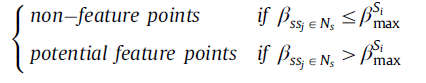 non−feature points if β_{ss_j ∈ N_s} ≤ β_{max}^{S_i}
potential feature points if β_{ss_j ∈ N_s} > β_{max}^{S_i}